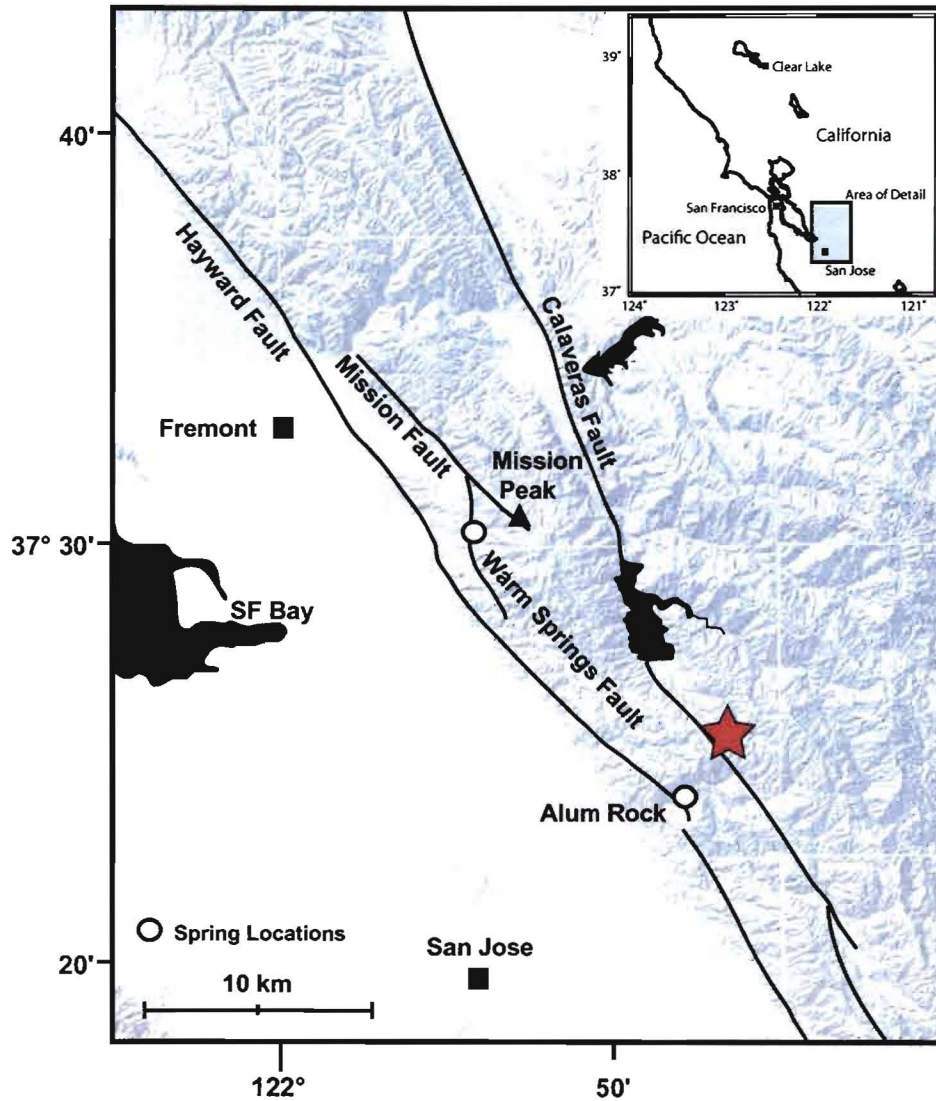 40'
37° 30'
20'
122°
50'
Hayward Fault
Mission Fault
Calaveras Fault
Warm Springs Fault
Fremont
Mission
Peak
SF Bay
Alum Rock
San Jose
Spring Locations
10 km
39˚
38˚
37˚
124˚
123˚
122˚
121˚
Clear Lake
California
San Francisco
Area of Detail
Pacific Ocean
San Jose